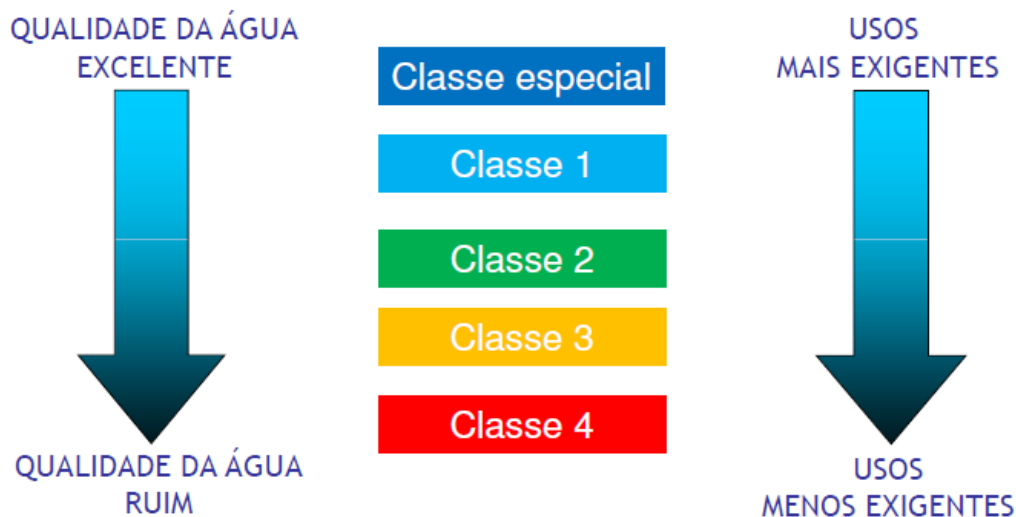 QUALIDADE DA ÁGUA
EXCELENTE
USOS
MAIS EXIGENTES
Classe especial
Classe 1
Classe 2
Classe 3
Classe 4
QUALIDADE DA ÁGUA
RUIM
USOS
MENOS EXIGENTES